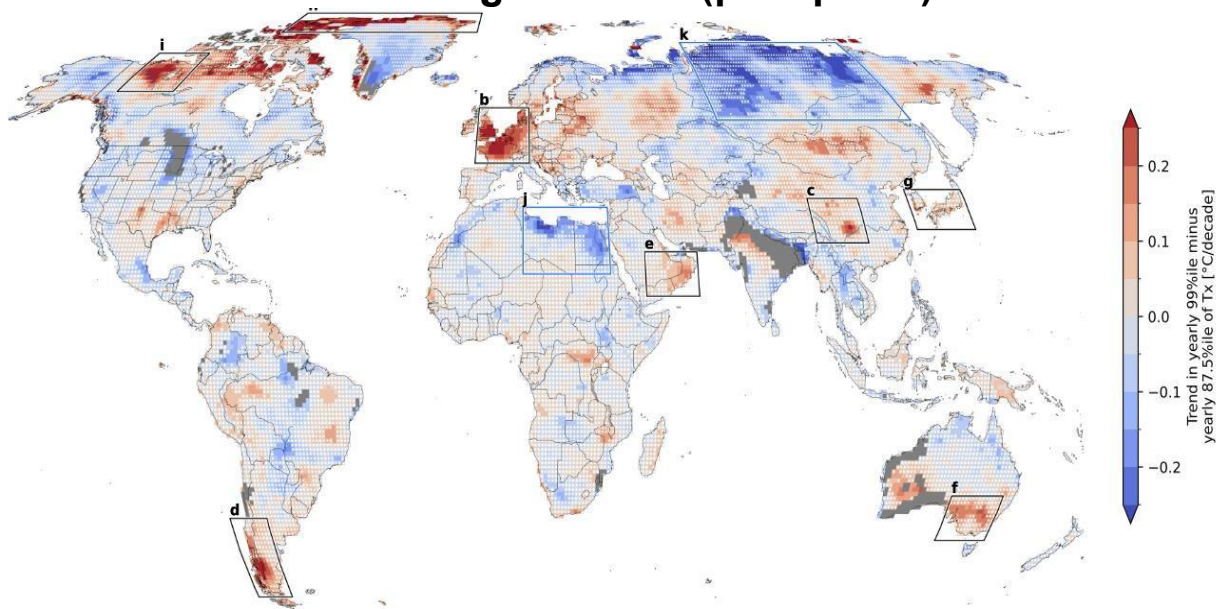 i
k
b
c
g
j
e
d
f
0.2
0.1
0.0
−0.1
−0.2
Trend in yearly 99%ile minus
yearly 87.5%ile of Tx [°C/decade]